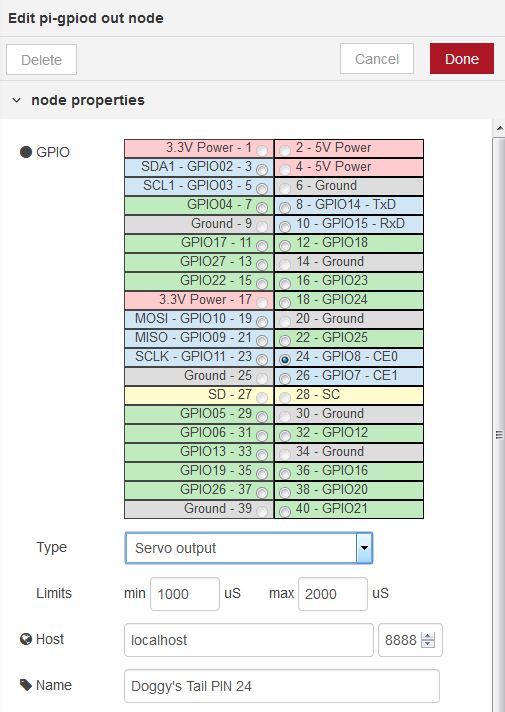 Edit pi-gpiod out node
Delete Cancel Done
node properties
GPIO
3.3V Power - 1 2 - 5V Power
SDA1 - GPIO02 - 3 4 - 5V Power
SCL1 - GPIO03 - 5 6 - Ground
GPIO04 - 7 8 - GPIO14 - TxD
Ground - 9 10 - GPIO15 - RxD
GPIO17 - 11 12 - GPIO18
GPIO27 - 13 14 - Ground
GPIO22 - 15 16 - GPIO23
3.3V Power - 17 18 - GPIO24
MOSI - GPIO10 - 19 20 - Ground
MISO - GPIO09 - 21 22 - GPIO25
SCLK - GPIO11 - 23 24 - GPIO8 - CE0
Ground - 25 26 - GPIO7 - CE1
SD - 27 28 - SC
GPIO05 - 29 30 - Ground
GPIO06 - 31 32 - GPIO12
GPIO13 - 33 34 - Ground
GPIO19 - 35 36 - GPIO16
GPIO26 - 37 38 - GPIO20
Ground - 39 40 - GPIO21
Type Servo output
Limits min 1000 uS max 2000 uS
Host localhost 8888
Name Doggy's Tail PIN 24